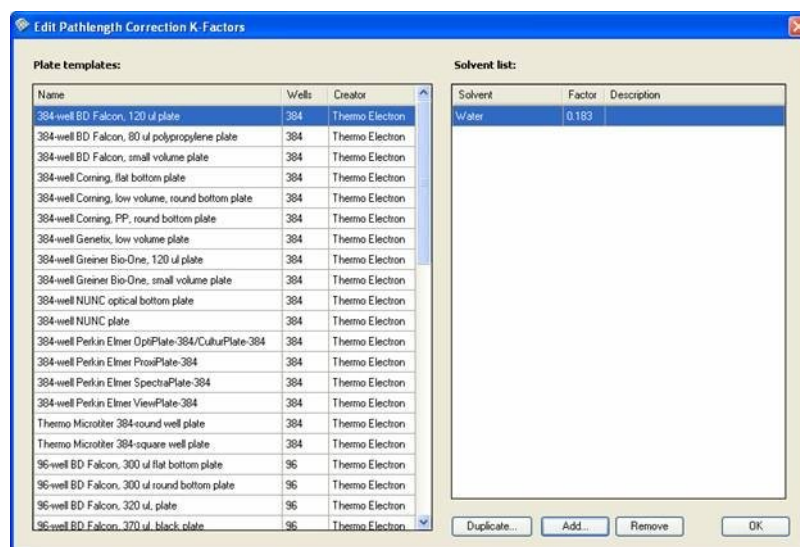 Edit Pathlength Correction K-Factors
Plate templates:
Name Wells Creator
384-well BD Falcon, 120 ul plate 384 Thermo Electron
384-well BD Falcon, 80 ul polypropylene plate 384 Thermo Electron
384-well BD Falcon, small volume plate 384 Thermo Electron
384-well Corning, flat bottom plate 384 Thermo Electron
384-well Corning, low volume, round bottom plate 384 Thermo Electron
384-well Corning, PP, round bottom plate 384 Thermo Electron
384-well Genetix, low volume plate 384 Thermo Electron
384-well Greiner Bio-One, 120 ul plate 384 Thermo Electron
384-well Greiner Bio-One, small volume plate 384 Thermo Electron
384-well NUNC optical bottom plate 384 Thermo Electron
384-well NUNC plate 384 Thermo Electron
384-well Perkin Elmer OptiPlate-384/CulturPlate-384 384 Thermo Electron
384-well Perkin Elmer ProxiPlate-384 384 Thermo Electron
384-well Perkin Elmer SpectraPlate-384 384 Thermo Electron
384-well Perkin Elmer ViewPlate-384 384 Thermo Electron
Thermo Microtiter 384-round well plate 384 Thermo Electron
Thermo Microtiter 384-square well plate 384 Thermo Electron
96-well BD Falcon, 300 ul flat bottom plate 96 Thermo Electron
96-well BD Falcon, 300 ul round bottom plate 96 Thermo Electron
96-well BD Falcon, 320 ul, plate 96 Thermo Electron
96-well BD Falcon, 370 ul, black plate 96 Thermo Electron
Solvent list:
Solvent Factor Description
Water 0.183
Duplicate... Add... Remove OK